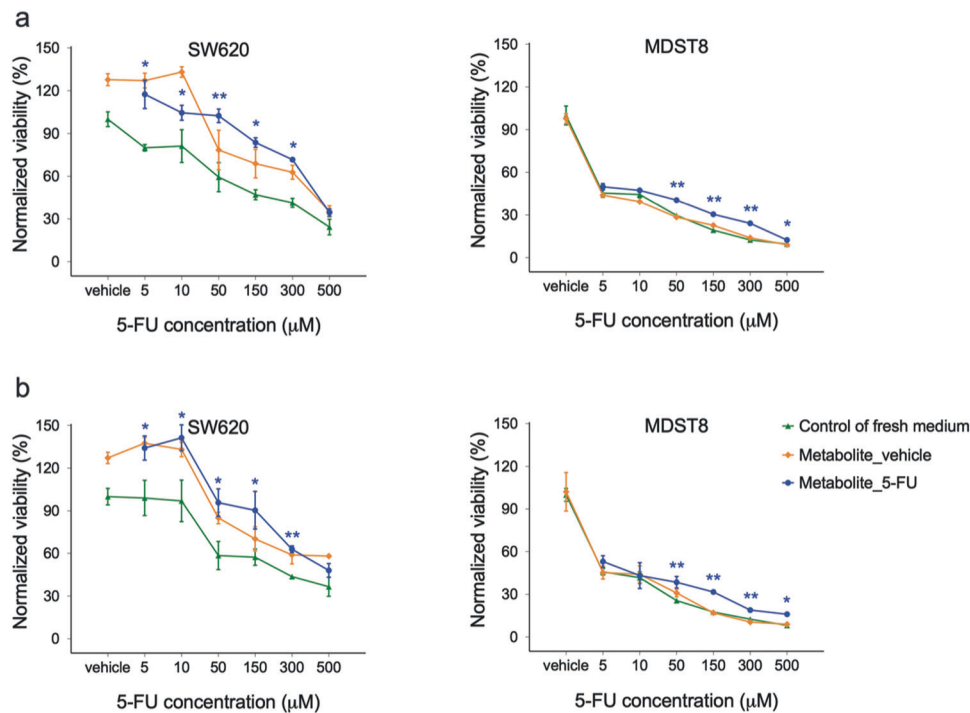 a
SW620
Normalized viability (%)
150
120
90
60
30
0
*
*
**
*
*
vehicle 5 10 50 150 300 500
5-FU concentration (μM)
MDST8
Normalized viability (%)
150
120
90
60
30
0
**
**
**
*
vehicle 5 10 50 150 300 500
5-FU concentration (μM)
b
SW620
Normalized viability (%)
150
120
90
60
30
0
*
*
*
*
**
vehicle 5 10 50 150 300 500
5-FU concentration (μM)
MDST8
Normalized viability (%)
150
120
90
60
30
0
**
**
**
*
vehicle 5 10 50 150 300 500
5-FU concentration (μM)
Control of fresh medium
Metabolite_vehicle
Metabolite_5-FU